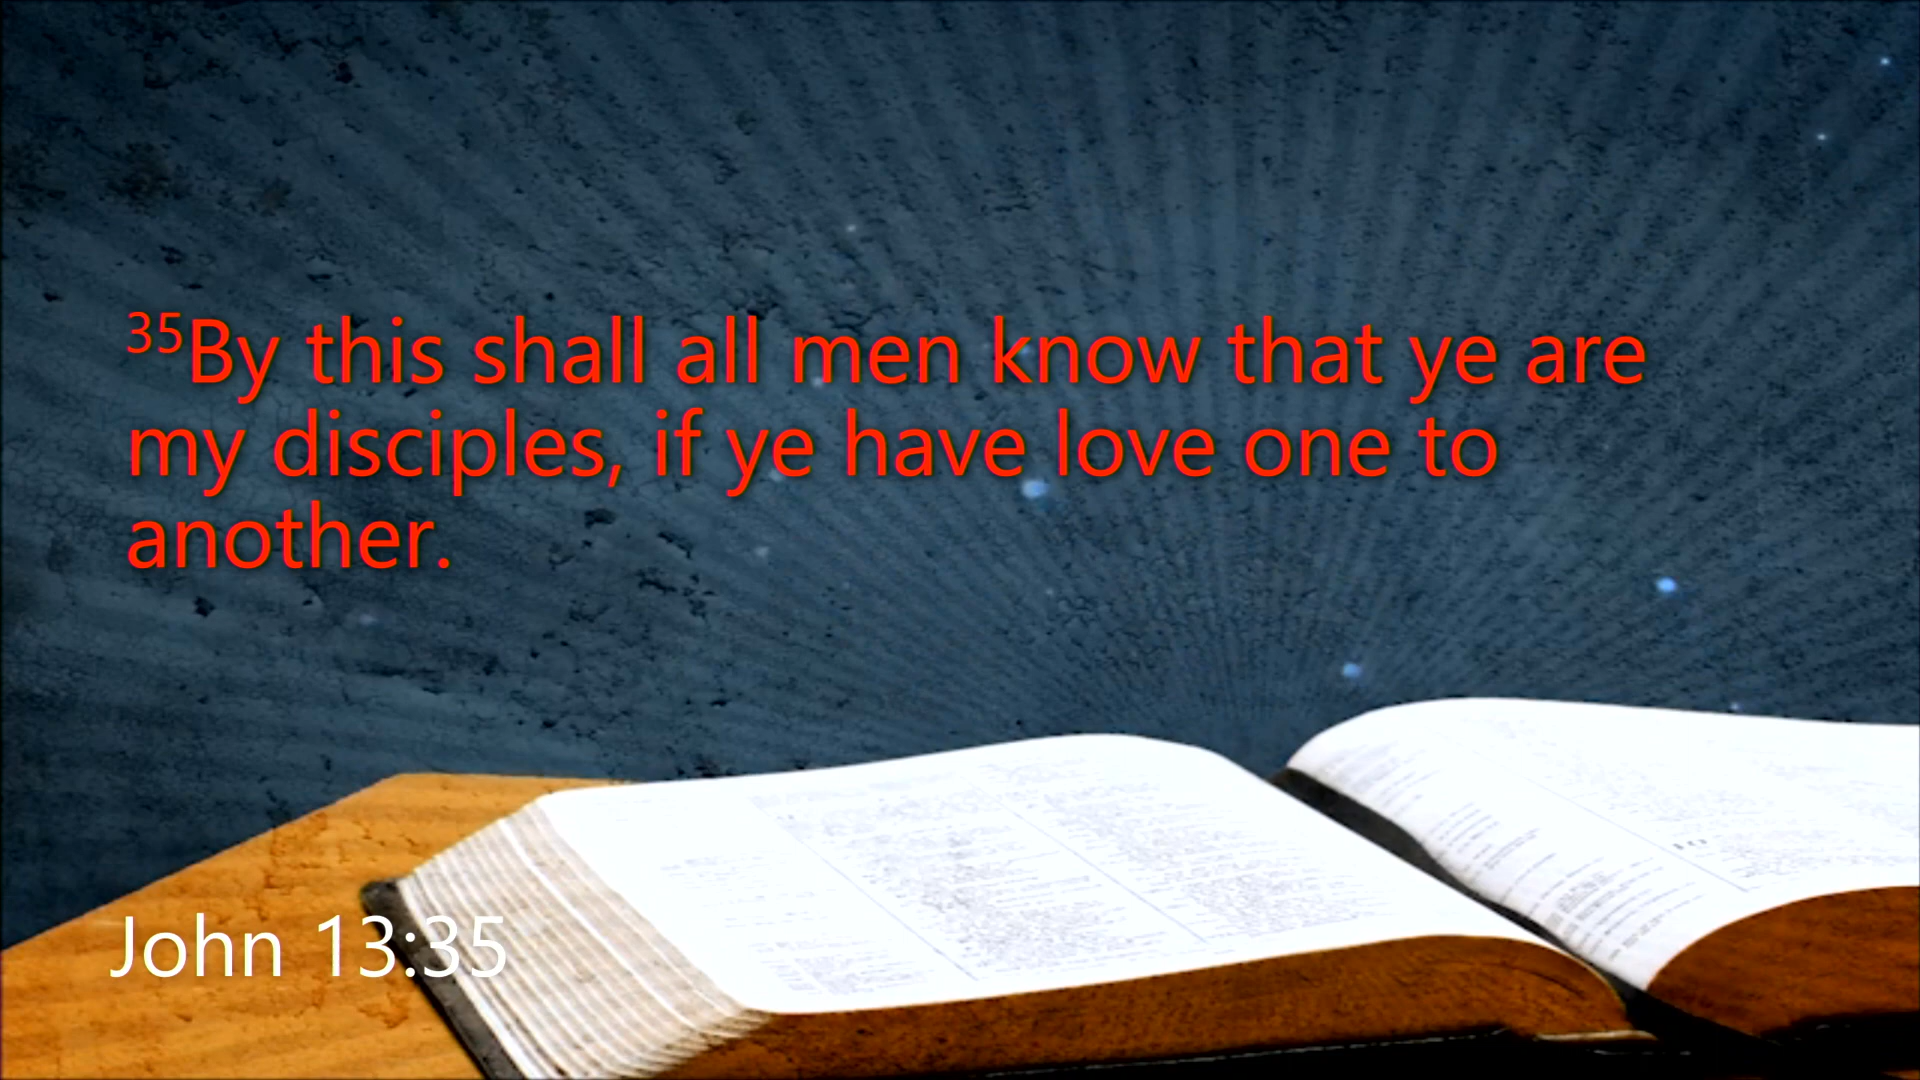 35By this shall all men know that ye are
my disciples, if ye have love one to
another.
John 13:35